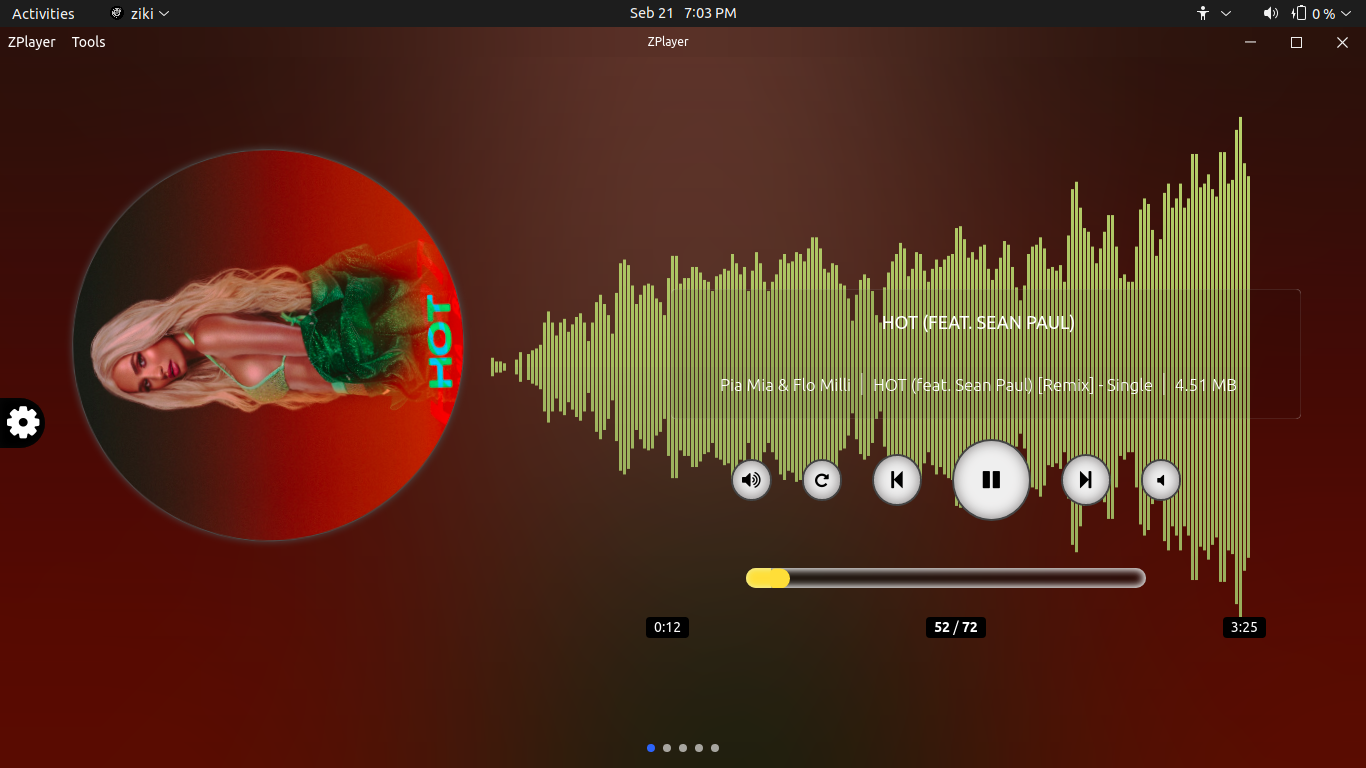 Activities ziki Seb 21 7:03 PM 0 %
ZPlayer Tools ZPlayer
HOT
HOT (FEAT. SEAN PAUL)
Pia Mia & Flo Milli | HOT (feat. Sean Paul) [Remix] - Single | 4.51 MB
0:12 52 / 72 3:25